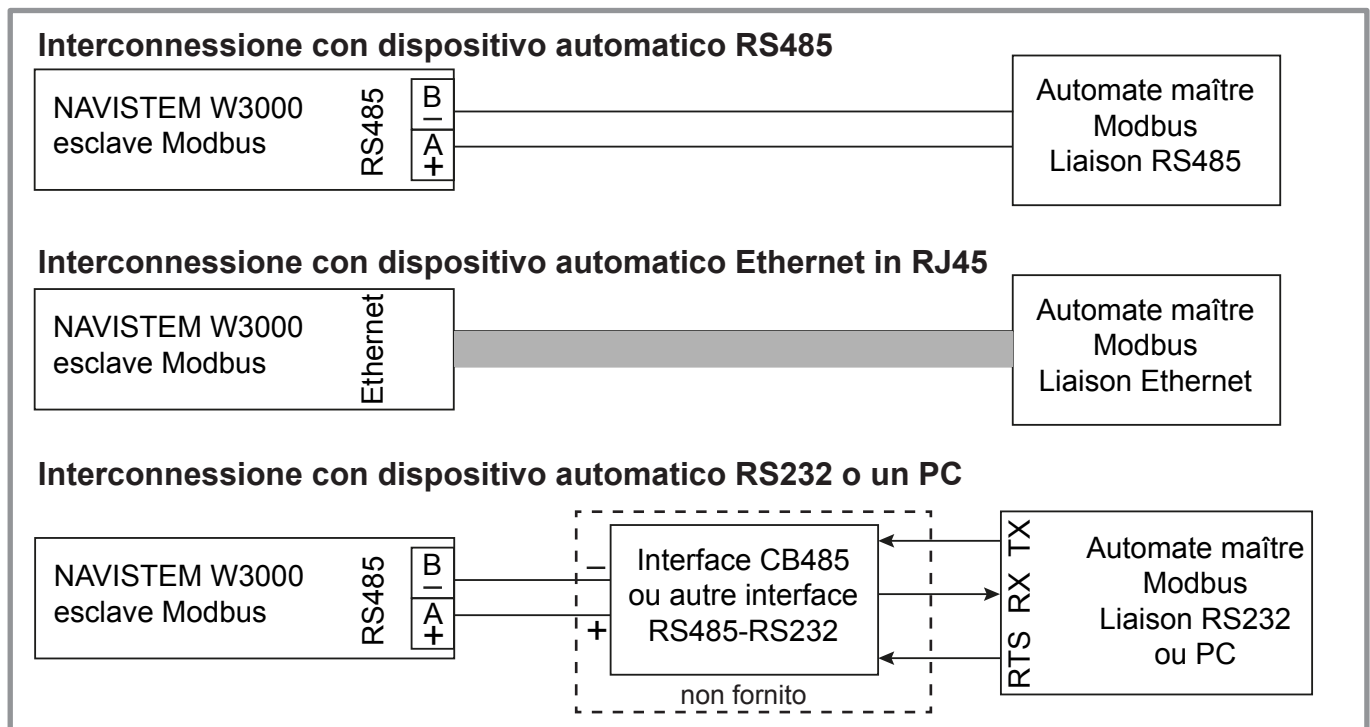 Interconnessione con dispositivo automatico RS485
NAVISTEM W3000
esclave Modbus
RS485
B
–
A
+
Automate maître
Modbus
Liaison RS485
Interconnessione con dispositivo automatico Ethernet in RJ45
NAVISTEM W3000
esclave Modbus
Ethernet
Automate maître
Modbus
Liaison Ethernet
Interconnessione con dispositivo automatico RS232 o un PC
NAVISTEM W3000
esclave Modbus
RS485
B
–
A
+
–
+
Interface CB485
ou autre interface
RS485-RS232
non fornito
TX
RX
RTS
Automate maître
Modbus
Liaison RS232
ou PC